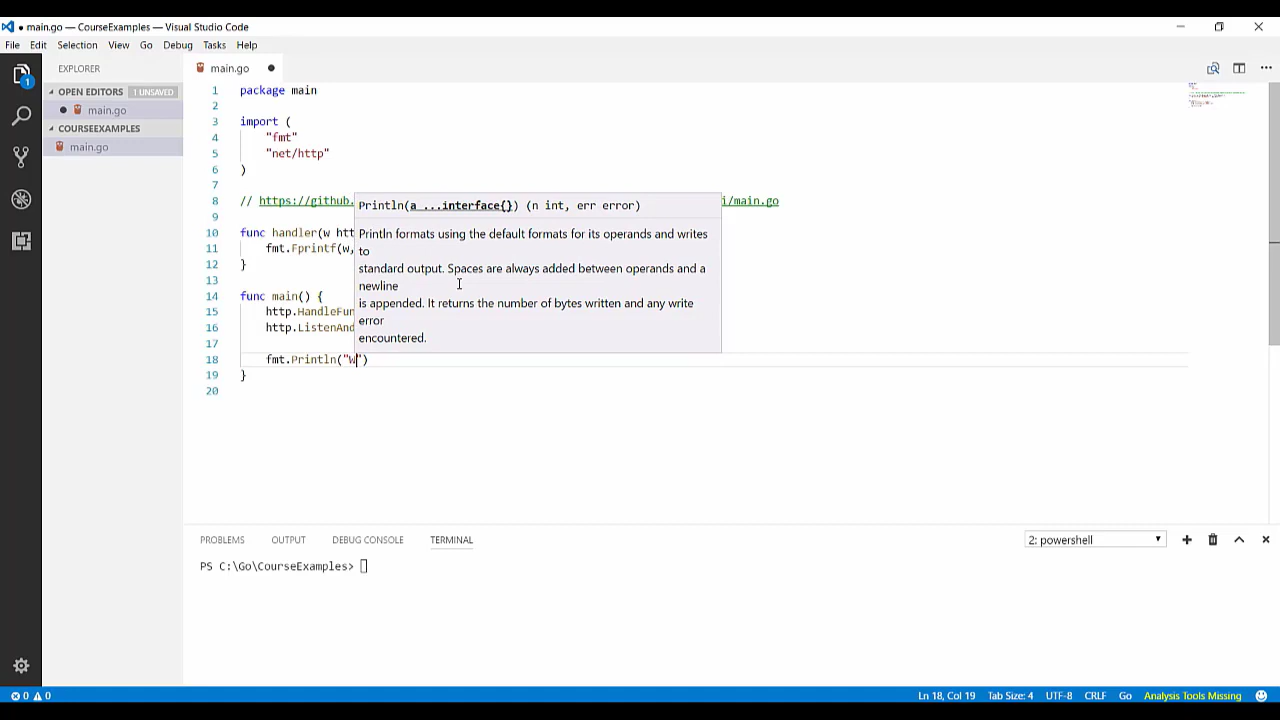 ● main.go — CourseExamples — Visual Studio Code
File Edit Selection View Go Debug Tasks Help
EXPLORER
main.go ●
OPEN EDITORS 1 UNSAVED
● main.go
COURSEEXAMPLES
main.go
1
1 package main
2
3 import (
4 "fmt"
5 "net/http"
6 )
7
8 // https://github. i/main.go
9
10 func handler(w htt
11 fmt.Fprintf(w,
12 }
13
14 func main() {
15 http.HandleFun
16 http.ListenAnd
17
18 fmt.Println("W")
19 }
20
Println(a ...interface{}) (n int, err error)
Println formats using the default formats for its operands and writes
to
standard output. Spaces are always added between operands and a
newline
is appended. It returns the number of bytes written and any write
error
encountered.
PROBLEMS OUTPUT DEBUG CONSOLE TERMINAL 2: powershell
PS C:\Go\CourseExamples>
0 0 Ln 18, Col 19 Tab Size: 4 UTF-8 CRLF Go Analysis Tools Missing